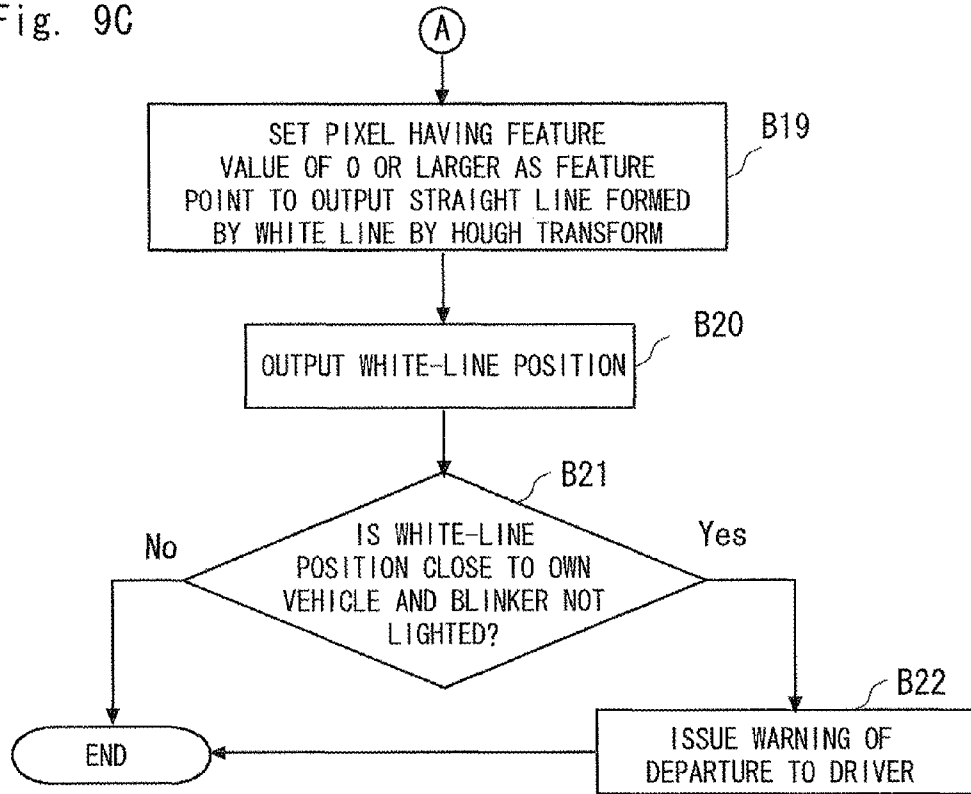 Fig. 9C
A
SET PIXEL HAVING FEATURE
VALUE OF 0 OR LARGER AS FEATURE
POINT TO OUTPUT STRAIGHT LINE FORMED
BY WHITE LINE BY HOUGH TRANSFORM
B19
OUTPUT WHITE-LINE POSITION
B20
B21
IS WHITE-LINE
POSITION CLOSE TO OWN
VEHICLE AND BLINKER NOT
LIGHTED?
No
Yes
B22
ISSUE WARNING OF
DEPARTURE TO DRIVER
END